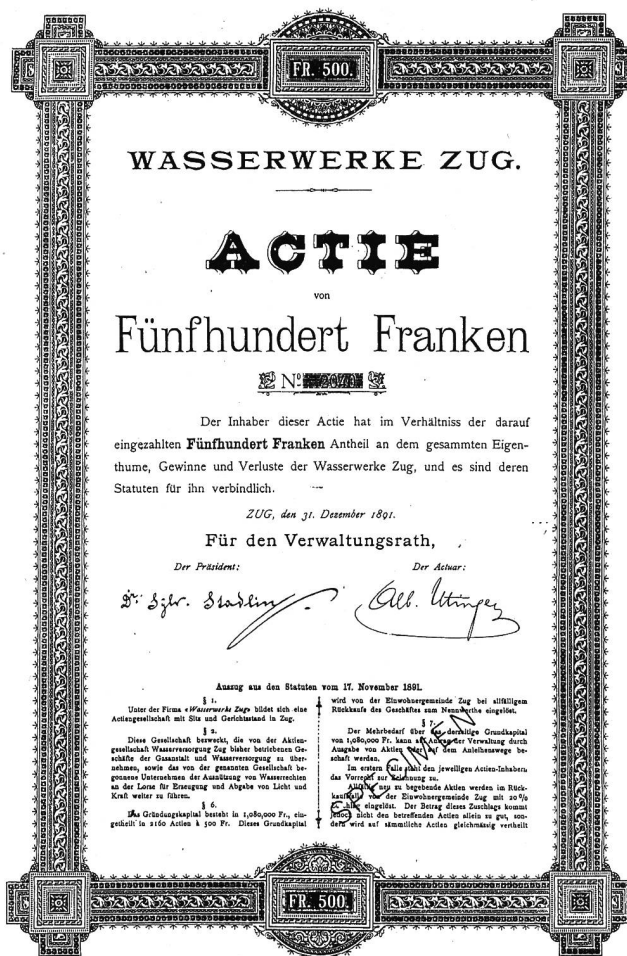 FR. 500.
WASSERWERKE ZUG.
ACTIE
von
Fünfhundert Franken
Nº
Der Inhaber dieser Actie hat im Verhältniss der darauf
eingezahlten Fünfhundert Franken Antheil an dem gesammten Eigen-
thume, Gewinne und Verluste der Wasserwerke Zug, und es sind deren
Statuten für ihn verbindlich.
ZUG, den 31. Dezember 1891.
Für den Verwaltungsrath,
Der Präsident: Der Actuar:
Dr. Sylv. Stadlin Alb. Utinger
Auszug aus den Statuten vom 17. November 1891.
§ 1.
Unter der Firma «Wasserwerke Zug» bildet sich eine
Actiengesellschaft mit Sitz und Gerichtsstand in Zug.
§ 2.
Diese Gesellschaft bezweckt, die von der Aktien-
gesellschaft Wasserversorgung Zug bisher betriebenen Ge-
schäfte der Gasanstalt und Wasserversorgung zu über-
nehmen, sowie das von der genannten Gesellschaft be-
gonnene Unternehmen der Ausnützung von Wasserrechten
an der Lorse für Erzeugung und Abgabe von Licht und
Kraft weiter zu führen.
§ 6.
Das Gründungskapital besteht in 1,080,000 Fr., ein-
getheilt in 2160 Actien à 500 Fr. Dieses Grundkapital
wird von der Einwohnergemeinde Zug bei allfälligem
Rückkaufe des Geschäftes zum Nennwerthe eingelöst.
§ 7.
Der Mehrbedarf über das derzeitige Grundkapital
von 1,080,000 Fr. kann auf Antrag der Verwaltung durch
Ausgabe von Aktien oder auf dem Anleihenswege be-
schafft werden.
Im erstern Falle steht den jeweiligen Actien-Inhabern
das Vorrecht zur Zeichnung zu.
Allfällig neu zu begebende Aktien werden im Rück-
kaufsfall von der Einwohnergemeinde Zug mit 20 %
eingelöst. Der Betrag dieses Zuschlags kommt
jedoch nicht den betreffenden Actien allein zu gut, son-
dern wird auf sämmtliche Actien gleichmässig vertheilt
SPECIMEN
FR. 500.